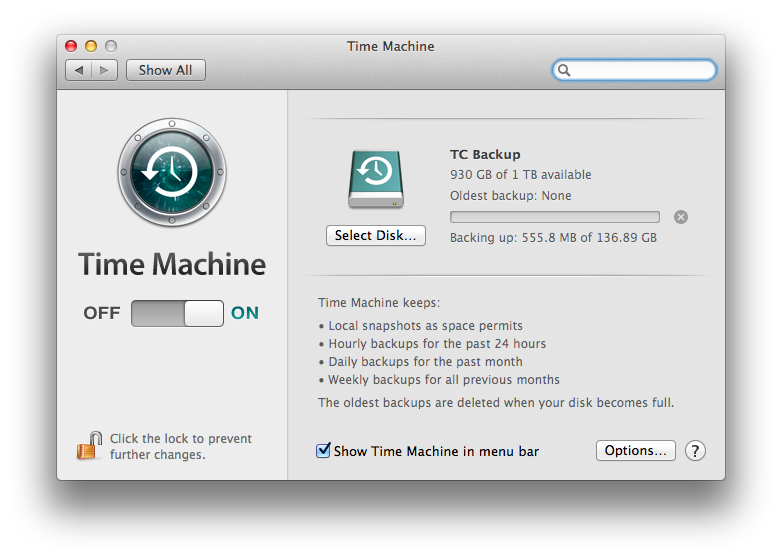 Time Machine
Show All
TC Backup
930 GB of 1 TB available
Oldest backup: None
Select Disk...
Backing up: 555.8 MB of 136.89 GB
Time Machine
OFF
ON
Time Machine keeps:
• Local snapshots as space permits
• Hourly backups for the past 24 hours
• Daily backups for the past month
• Weekly backups for all previous months
The oldest backups are deleted when your disk becomes full.
Click the lock to prevent
further changes.
Show Time Machine in menu bar
Options...
?